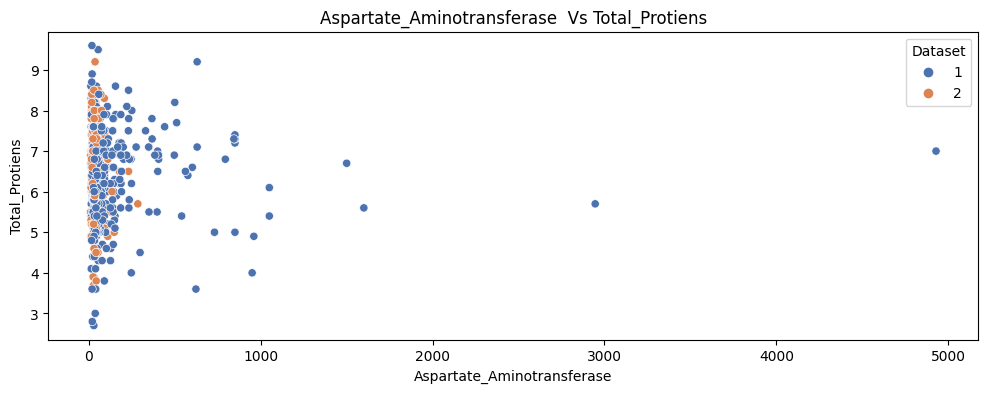 Aspartate_Aminotransferase  Vs Total_Protiens
Dataset
1
2
Total_Protiens
9
8
7
6
5
4
3
0 1000 2000 3000 4000 5000
Aspartate_Aminotransferase